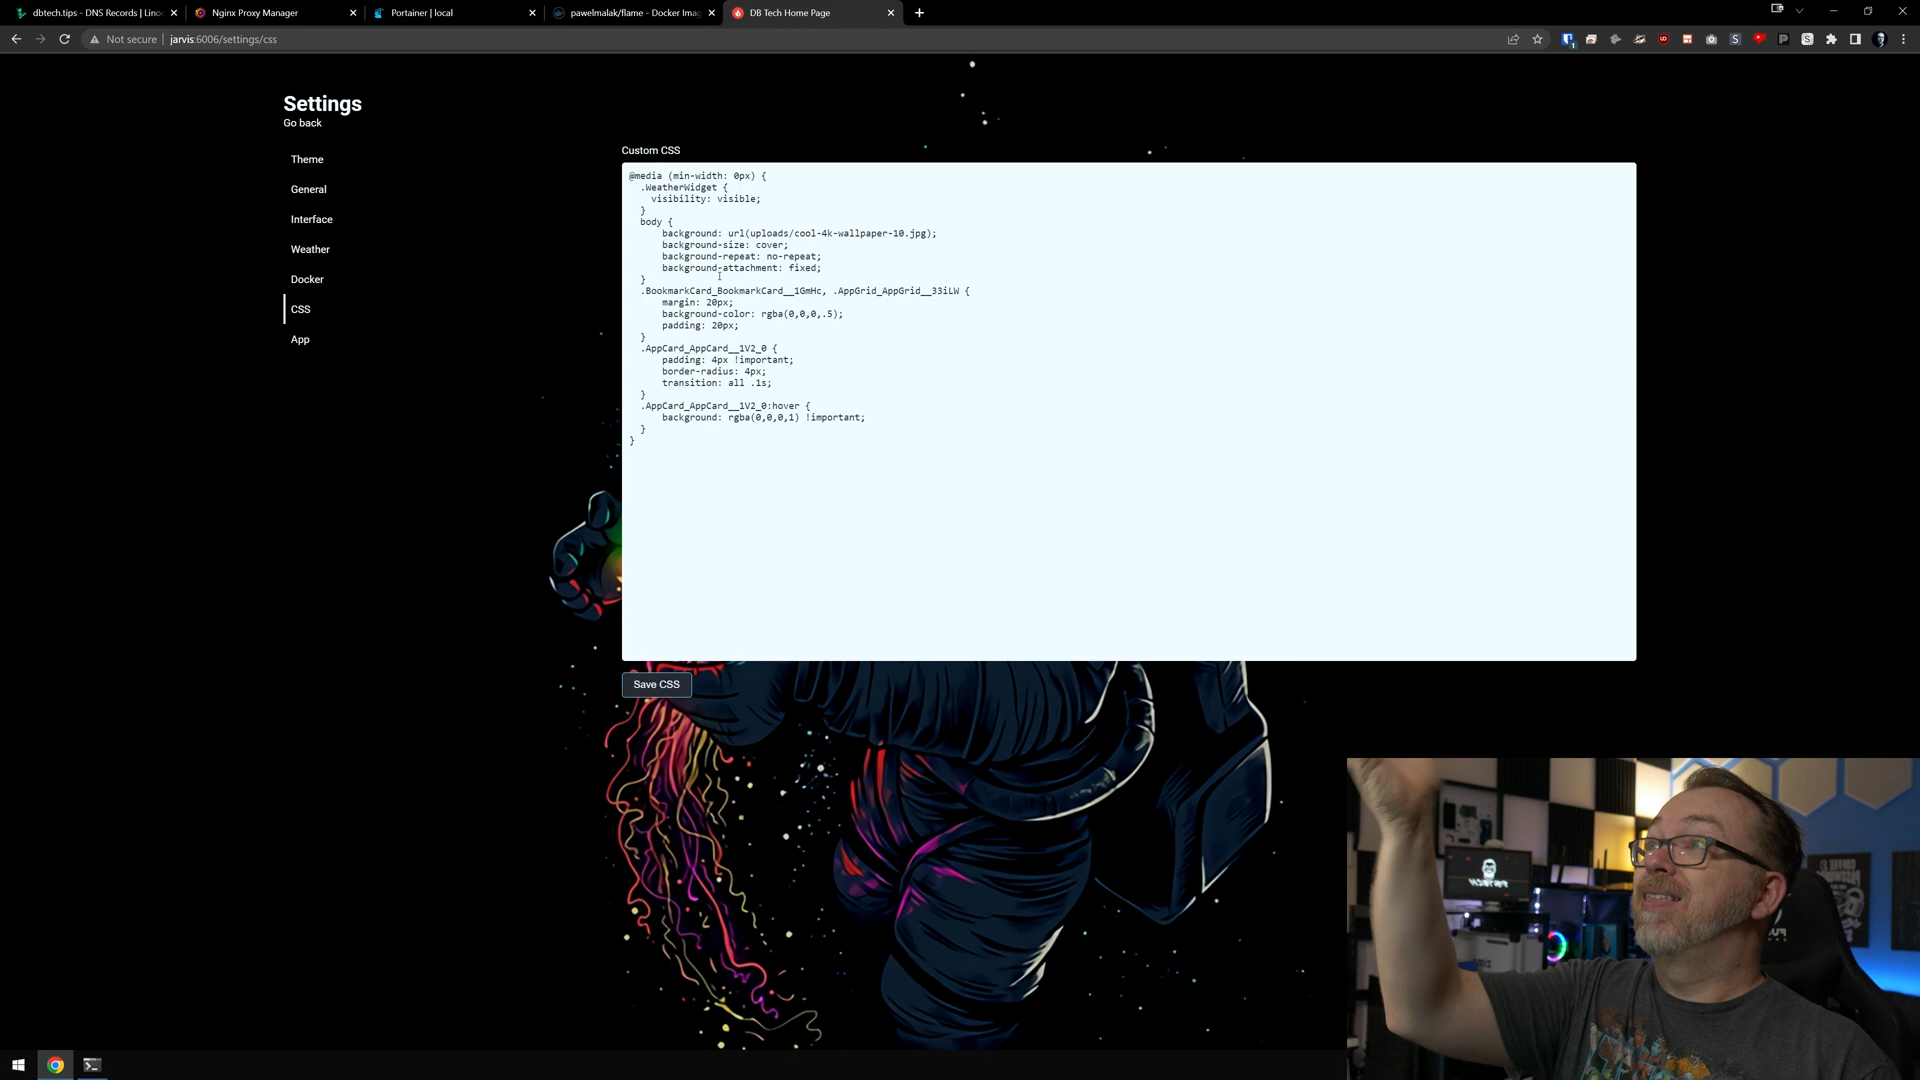 dbtech.tips - DNS Records | Lino
Nginx Proxy Manager
Portainer | local
pawelmalak/flame - Docker Imag
DB Tech Home Page
Not secure
jarvis:6006/settings/css
Settings
Go back
Theme
General
Interface
Weather
Docker
CSS
App
Custom CSS
@media (min-width: 0px) {
.WeatherWidget {
visibility: visible;
}
body {
background: url(uploads/cool-4k-wallpaper-10.jpg);
background-size: cover;
background-repeat: no-repeat;
background-attachment: fixed;
}
.BookmarkCard_BookmarkCard__1GmHc, .AppGrid_AppGrid__33iLW {
margin: 20px;
background-color: rgba(0,0,0,.5);
padding: 20px;
}
.AppCard_AppCard__1V2_0 {
padding: 4px !important;
border-radius: 4px;
transition: all .1s;
}
.AppCard_AppCard__1V2_0:hover {
background: rgba(0,0,0,1) !important;
}
}
Save CSS